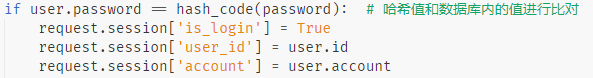 if user.password == hash_code(password):  # 哈希值和数据库内的值进行比对
    request.session['is_login'] = True
    request.session['user_id'] = user.id
    request.session['account'] = user.account